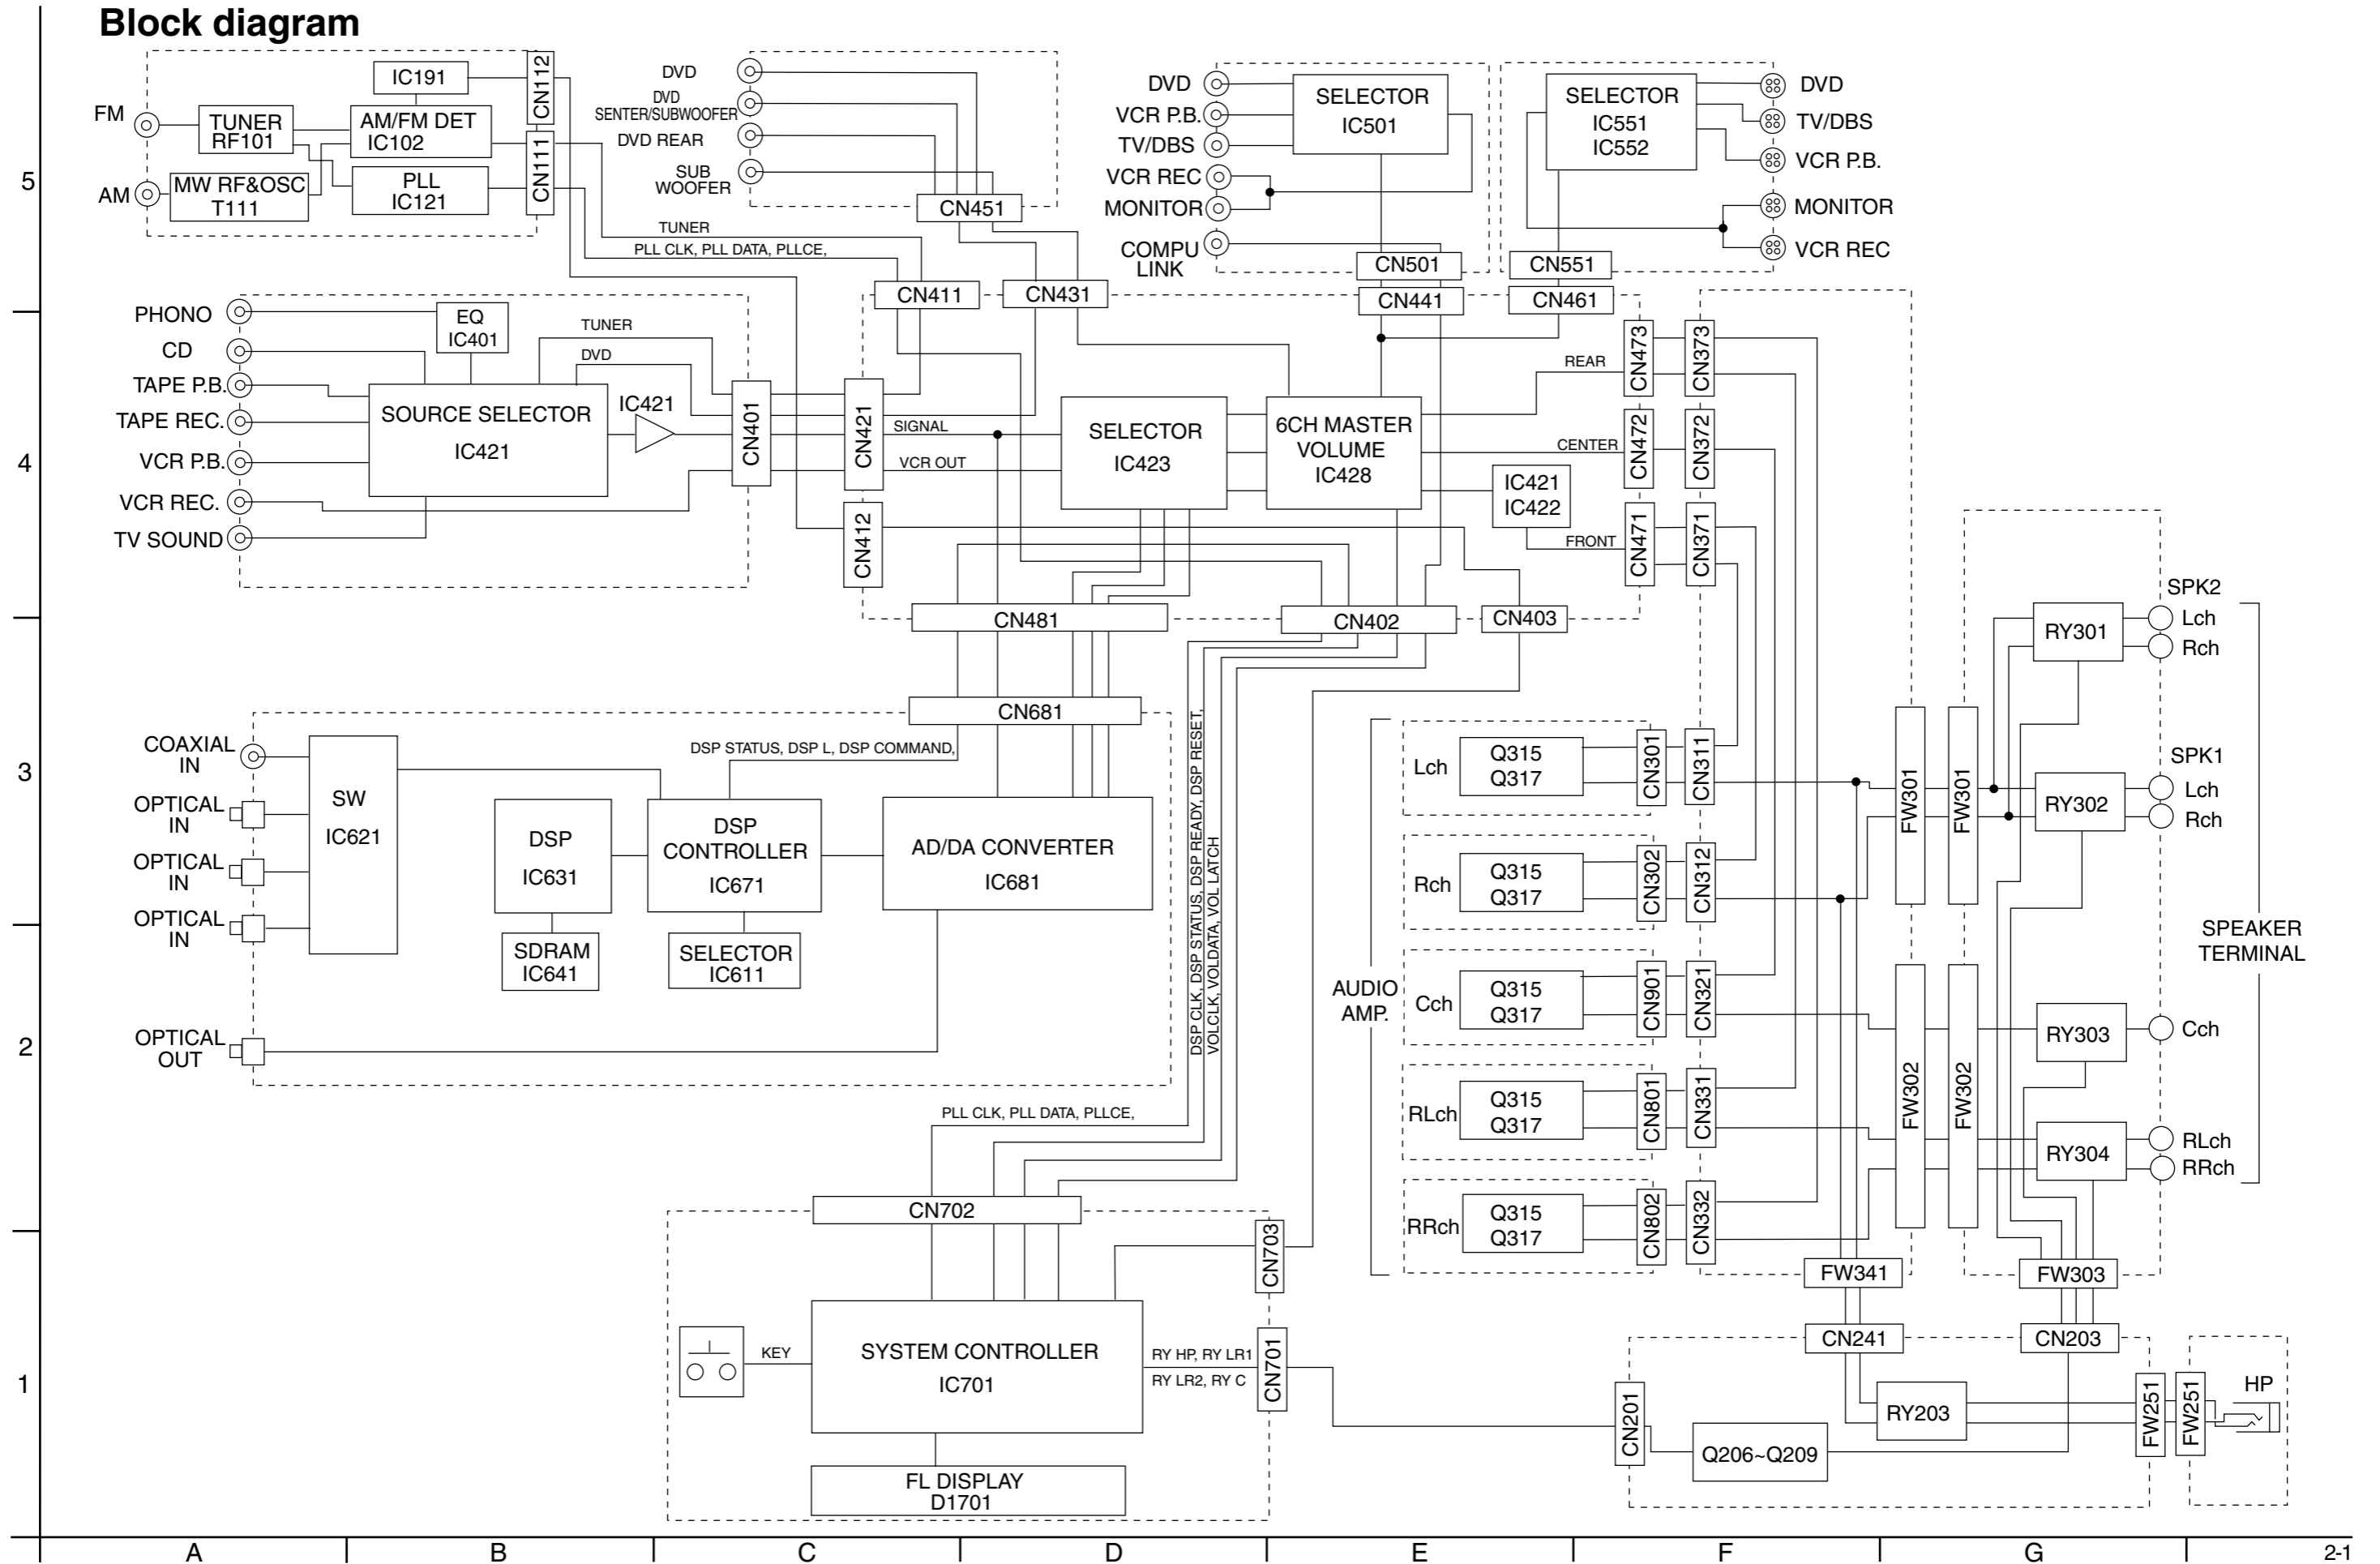 Block diagram
FM
AM
TUNER
RF101
MW RF&OSC
T111
IC191
AM/FM DET
IC102
PLL
IC121
CN112
CN111
DVD
DVD
SENTER/SUBWOOFER
DVD REAR
SUB
WOOFER
CN451
TUNER
PLL CLK, PLL DATA, PLLCE,
DVD
VCR P.B.
TV/DBS
VCR REC
MONITOR
COMPU
LINK
SELECTOR
IC501
CN501
SELECTOR
IC551
IC552
CN551
DVD
TV/DBS
VCR P.B.
MONITOR
VCR REC
5
PHONO
CD
TAPE P.B.
TAPE REC.
VCR P.B.
VCR REC.
TV SOUND
EQ
IC401
TUNER
DVD
SOURCE SELECTOR
IC421
IC421
CN401
CN421
CN412
CN411
CN431
CN441
CN461
SIGNAL
VCR OUT
SELECTOR
IC423
6CH MASTER
VOLUME
IC428
REAR
CENTER
IC421
IC422
FRONT
CN473
CN373
CN472
CN372
CN471
CN371
4
CN481
CN402
CN403
CN681
COAXIAL
IN
OPTICAL
IN
OPTICAL
IN
OPTICAL
IN
OPTICAL
OUT
SW
IC621
DSP STATUS, DSP L, DSP COMMAND,
DSP
IC631
DSP
CONTROLLER
IC671
AD/DA CONVERTER
IC681
SDRAM
IC641
SELECTOR
IC611
DSP CLK, DSP STATUS, DSP READY, DSP RESET,
VOLCLK, VOLDATA, VOL LATCH
PLL CLK, PLL DATA, PLLCE,
3
2
AUDIO
AMP.
Lch
Q315
Q317
CN301
CN311
Rch
Q315
Q317
CN302
CN312
Cch
Q315
Q317
CN901
CN321
RLch
Q315
Q317
CN801
CN331
RRch
Q315
Q317
CN802
CN332
FW301
FW301
FW302
FW302
RY301
RY302
RY303
RY304
SPK2
Lch
Rch
SPK1
Lch
Rch
SPEAKER
TERMINAL
Cch
RLch
RRch
FW341
FW303
CN702
CN703
CN701
KEY
SYSTEM CONTROLLER
IC701
RY HP, RY LR1
RY LR2, RY C
FL DISPLAY
D1701
1
CN241
CN203
CN201
RY203
Q206~Q209
FW251
FW251
HP
A
B
C
D
E
F
G
2-1